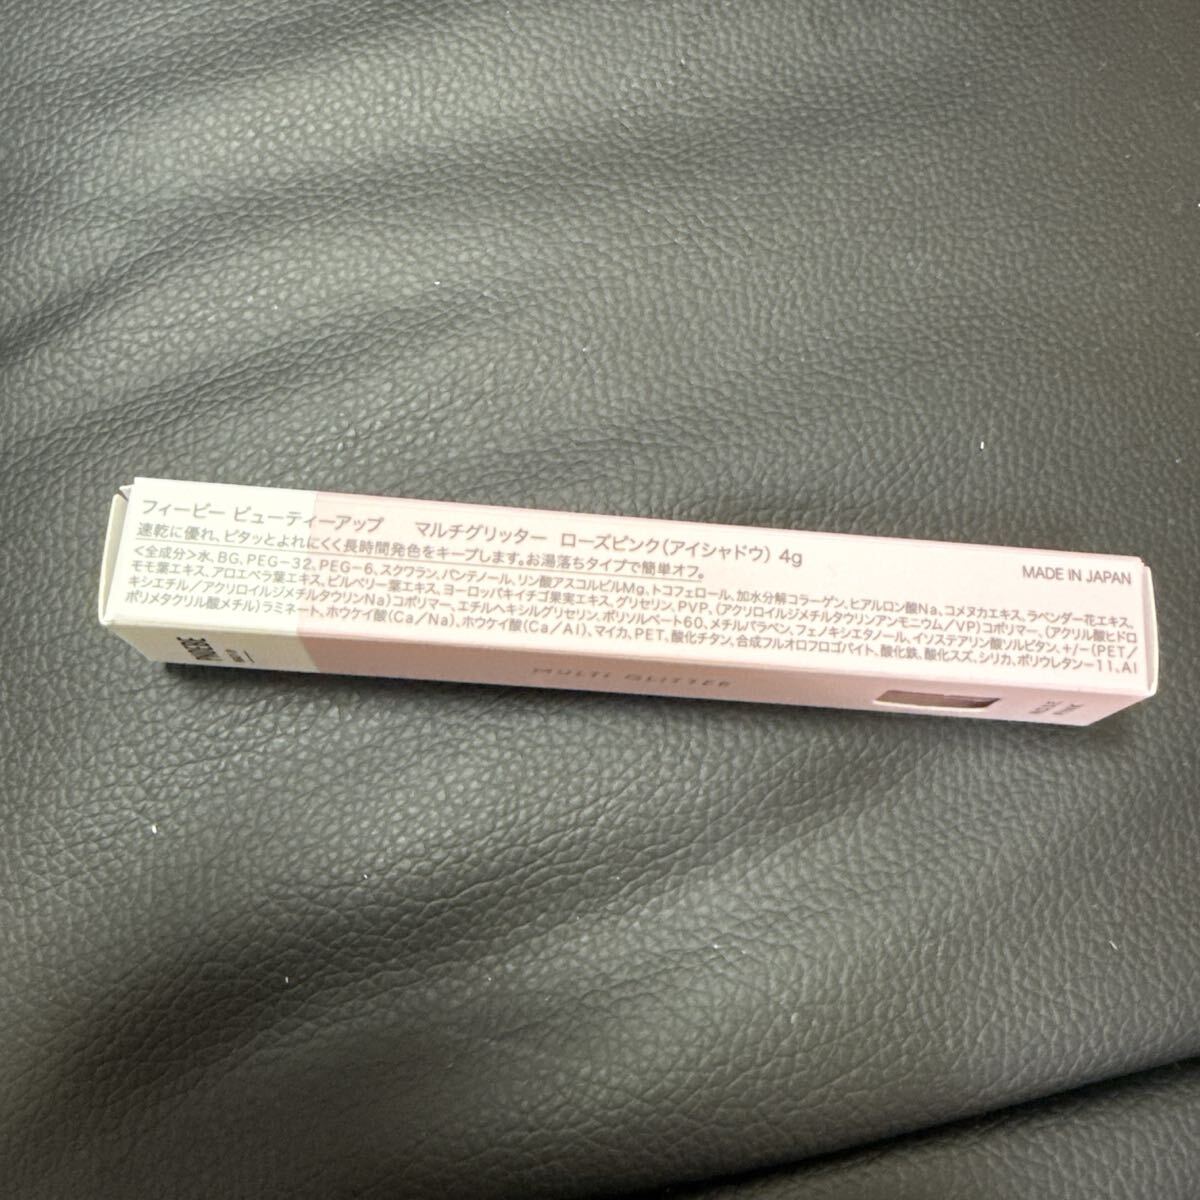 フィービー ビューティーアップ　マルチグリッター　ローズピンク(アイシャドウ) 4g
速乾に優れ、ピタッとよれにくく長時間発色をキープします。お湯落ちタイプで簡単オフ。
MADE IN JAPAN
<全成分>水、BG、PEG-32、PEG-6、スクワラン、パンテノール、リン酸アスコルビルMg、トコフェロール、加水分解コラーゲン、ヒアルロン酸Na、コメヌカエキス、ラベンダー花エキス、
モモ葉エキス、アロエベラ葉エキス、ビルベリー葉エキス、ヨーロッパキイチゴ果実エキス、グリセリン、PVP、(アクリロイルジメチルタウリンアンモニウム/VP)コポリマー、(アクリル酸ヒドロ
キシエチル/アクリロイルジメチルタウリンNa)コポリマー、エチルヘキシルグリセリン、ポリソルベート60、メチルパラベン、フェノキシエタノール、イソステアリン酸ソルビタン、+/-(PET/
ポリメタクリル酸メチル)ラミネート、ホウケイ酸(Ca/Na)、ホウケイ酸(Ca/Al)、マイカ、PET、酸化チタン、合成フルオロフロゴパイト、酸化鉄、酸化スズ、シリカ、ポリウレタン-11、Al
PHOEBE
BEAUTY UP
MULTI GLITTER
ROSE
PINK